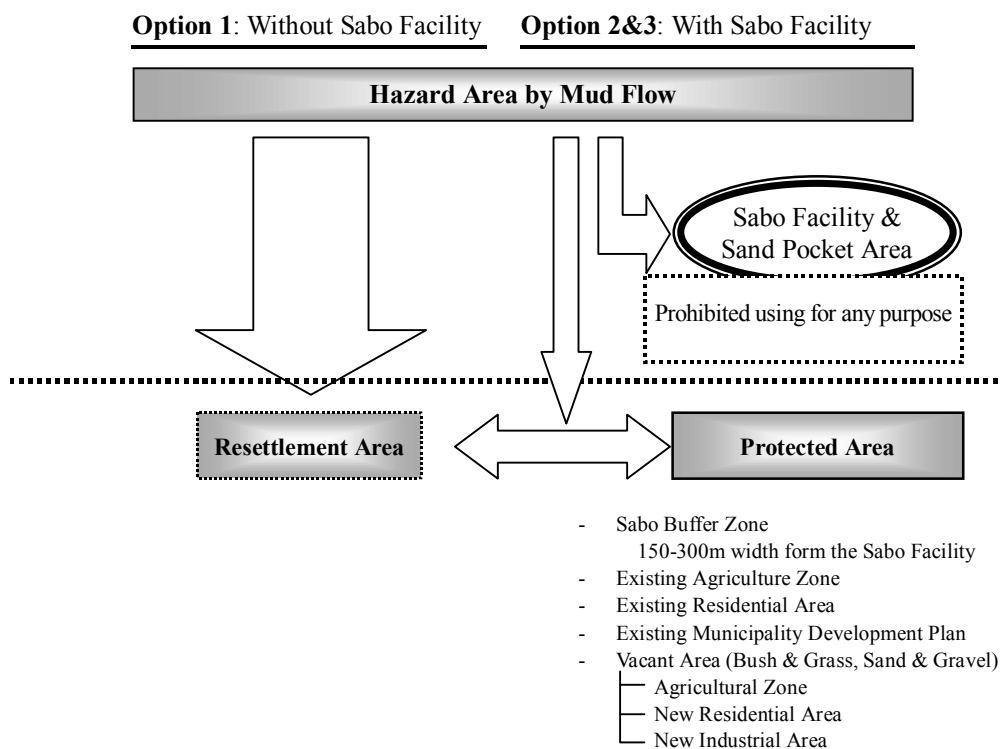 Option 1: Without Sabo Facility
Option 2&3: With Sabo Facility
Hazard Area by Mud Flow
Sabo Facility &
Sand Pocket Area
Prohibited using for any purpose
Resettlement Area
Protected Area
- Sabo Buffer Zone
150-300m width form the Sabo Facility
- Existing Agriculture Zone
- Existing Residential Area
- Existing Municipality Development Plan
- Vacant Area (Bush & Grass, Sand & Gravel)
Agricultural Zone
New Residential Area
New Industrial Area